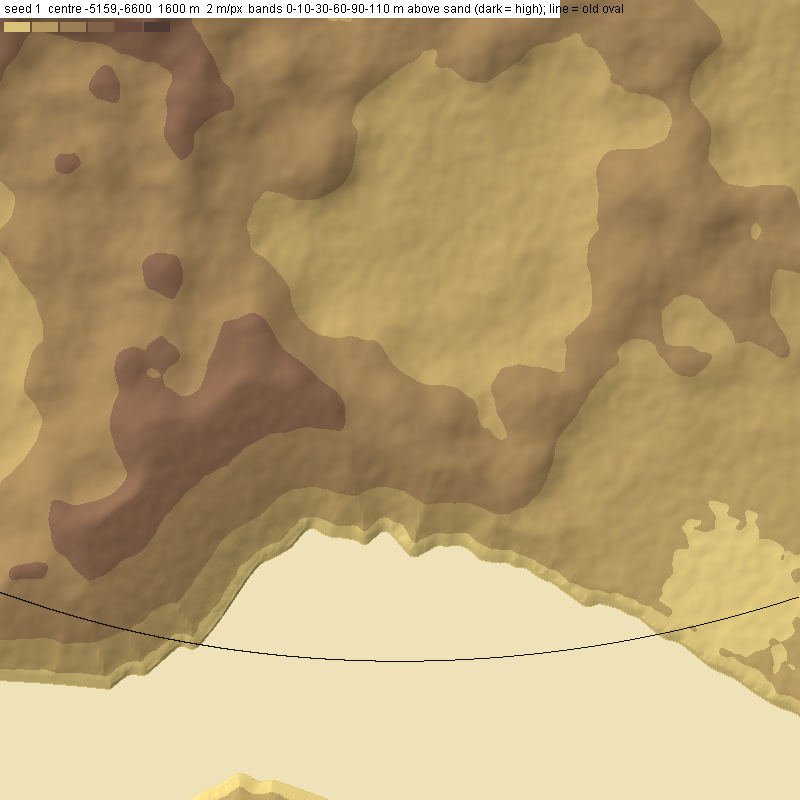 seed 1 centre -5159,-6600 1600 m 2 m/px bands 0-10-30-60-90-110 m above sand (dark = high); line = old oval